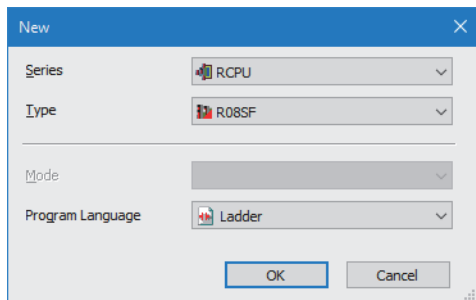 New
Series
RCPU
Type
R08SF
Mode
Program Language
Ladder
OK
Cancel